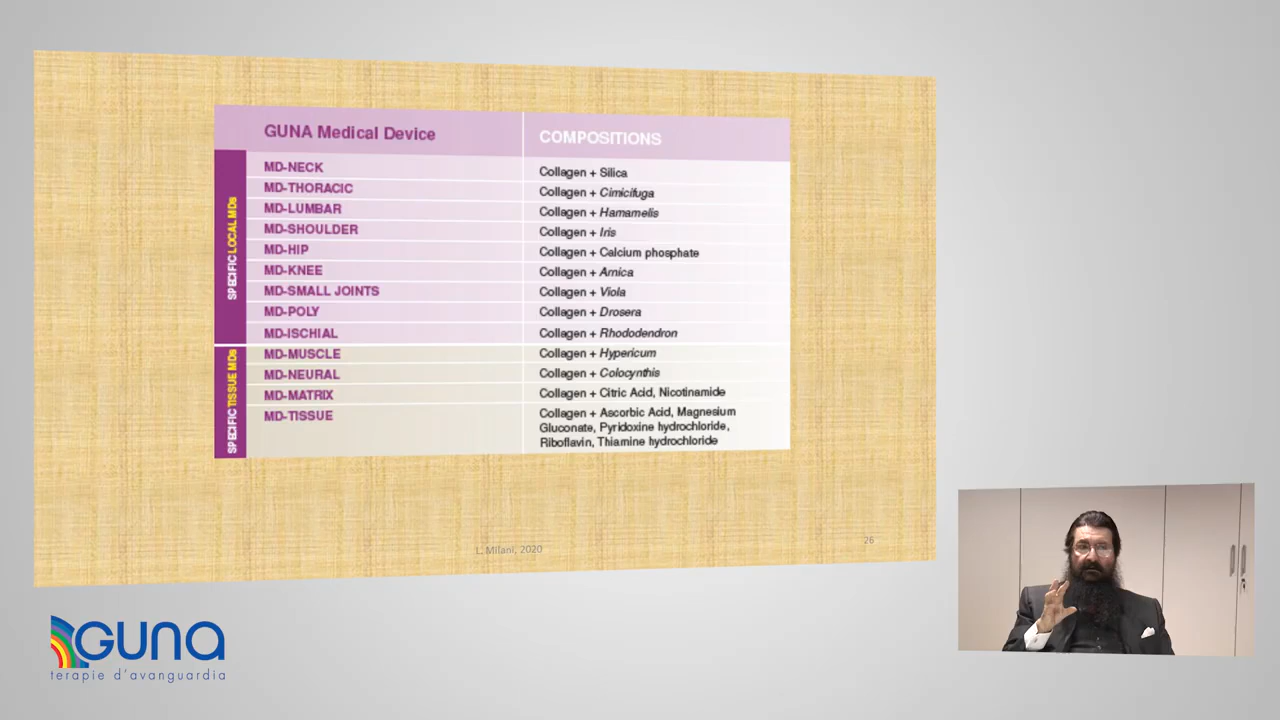 GUNA Medical Device COMPOSITIONS
SPECIFIC LOCAL MDs
MD-NECK Collagen + Silica
MD-THORACIC Collagen + Cimicifuga
MD-LUMBAR Collagen + Hamamelis
MD-SHOULDER Collagen + Iris
MD-HIP Collagen + Calcium phosphate
MD-KNEE Collagen + Arnica
MD-SMALL JOINTS Collagen + Viola
MD-POLY Collagen + Drosera
MD-ISCHIAL Collagen + Rhododendron
SPECIFIC TISSUE MDs
MD-MUSCLE Collagen + Hypericum
MD-NEURAL Collagen + Colocynthis
MD-MATRIX Collagen + Citric Acid, Nicotinamide
MD-TISSUE Collagen + Ascorbic Acid, Magnesium
Gluconate, Pyridoxine hydrochloride,
Riboflavin, Thiamine hydrochloride
L. Milani, 2020
26
GUNA
terapie d'avanguardia